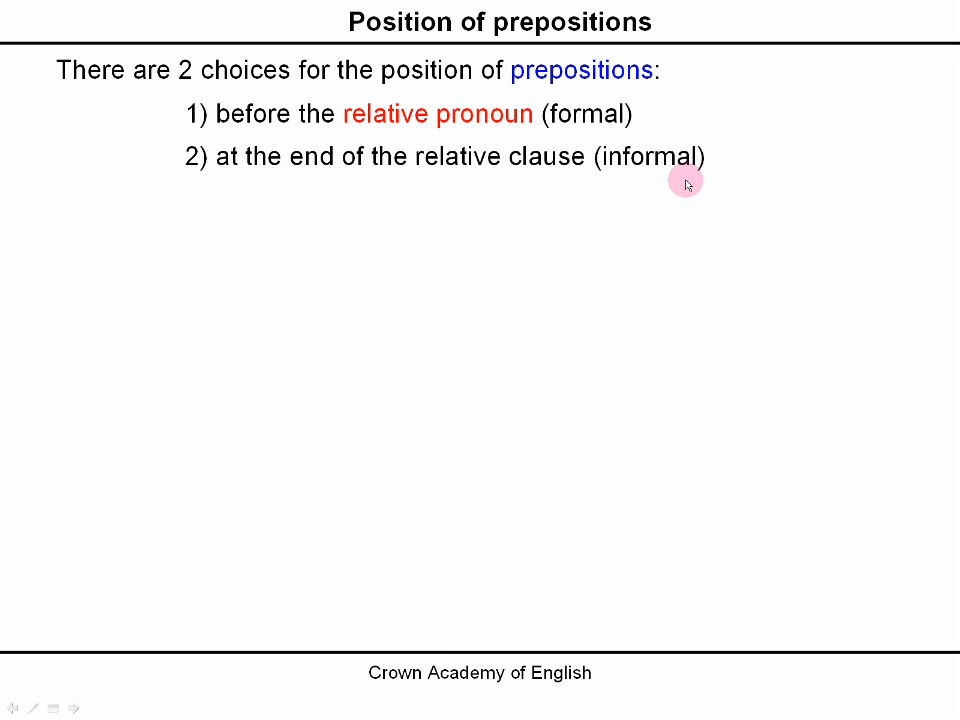 Position of prepositions
There are 2 choices for the position of prepositions:
1) before the relative pronoun (formal)
2) at the end of the relative clause (informal)
Crown Academy of English